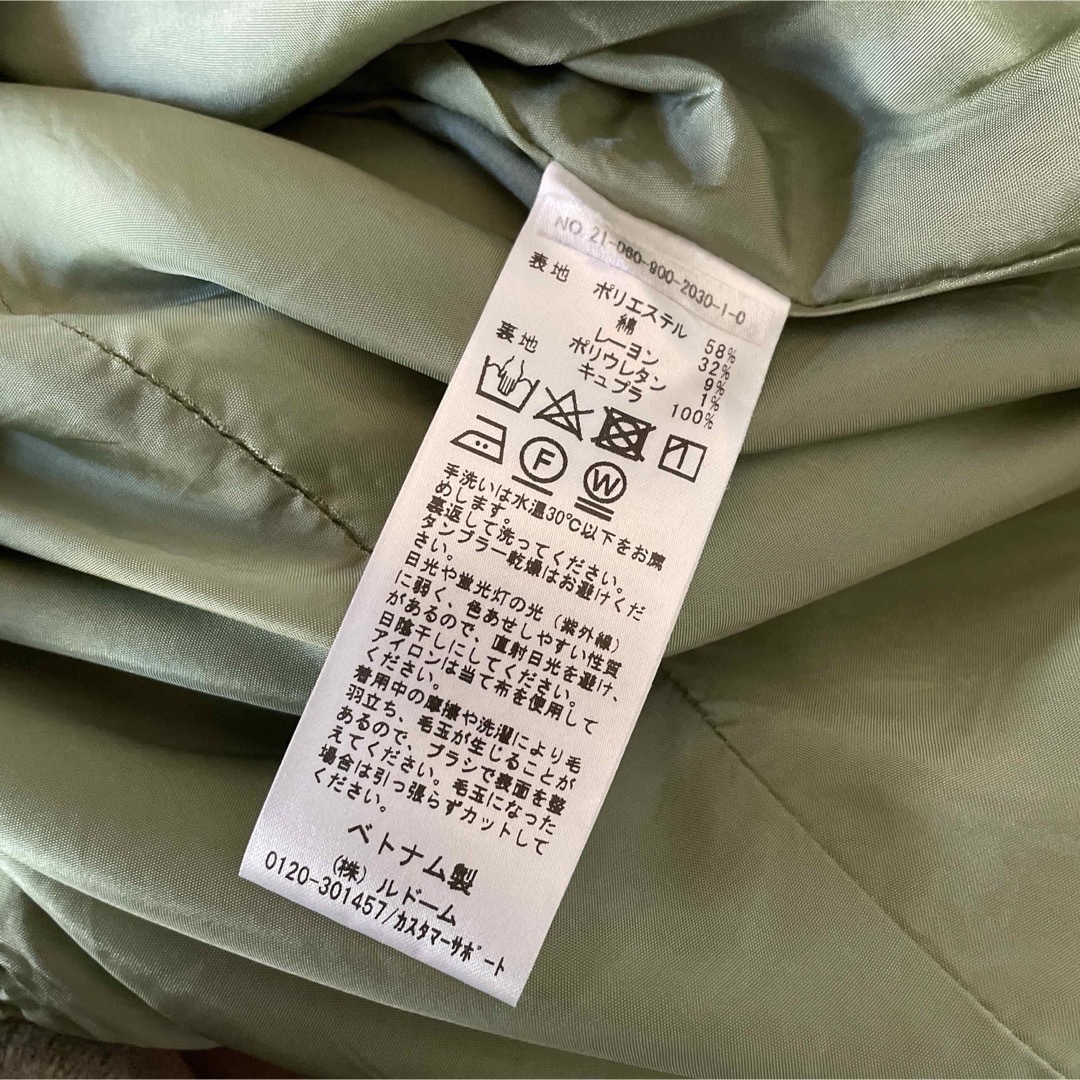 NO 21-060-900-2030-1-0
表地 ポリエステル 58%
綿 32%
レーヨン 9%
ポリウレタン 1%
裏地 キュプラ 100%
F W
手洗いは水温30℃以下をお薦
めします。
裏返して洗ってください。
タンブラー乾燥はお避けくだ
さい。
日光や蛍光灯の光(紫外線)
に弱く、色あせしやすい性質
があるので、直射日光を避け、
日陰干しにしてください。
アイロンは当て布を使用して
ください。
着用中の摩擦や洗濯により毛
羽立ち、毛玉が生じることが
あるので、ブラシで表面を整
えてください。毛玉になった
場合は引っ張らずカットして
ください。
ベトナム製
(株)ルドーム
0120-301457/カスタマーサポート